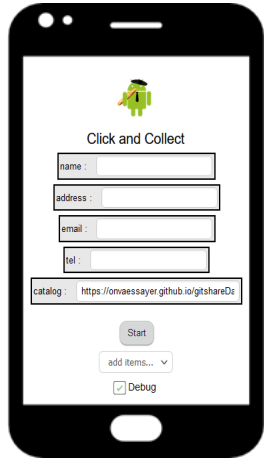 Click and Collect
name :
address :
email :
tel :
catalog : https://onvaessayer.github.io/gitshareDa
Start
add items...
Debug